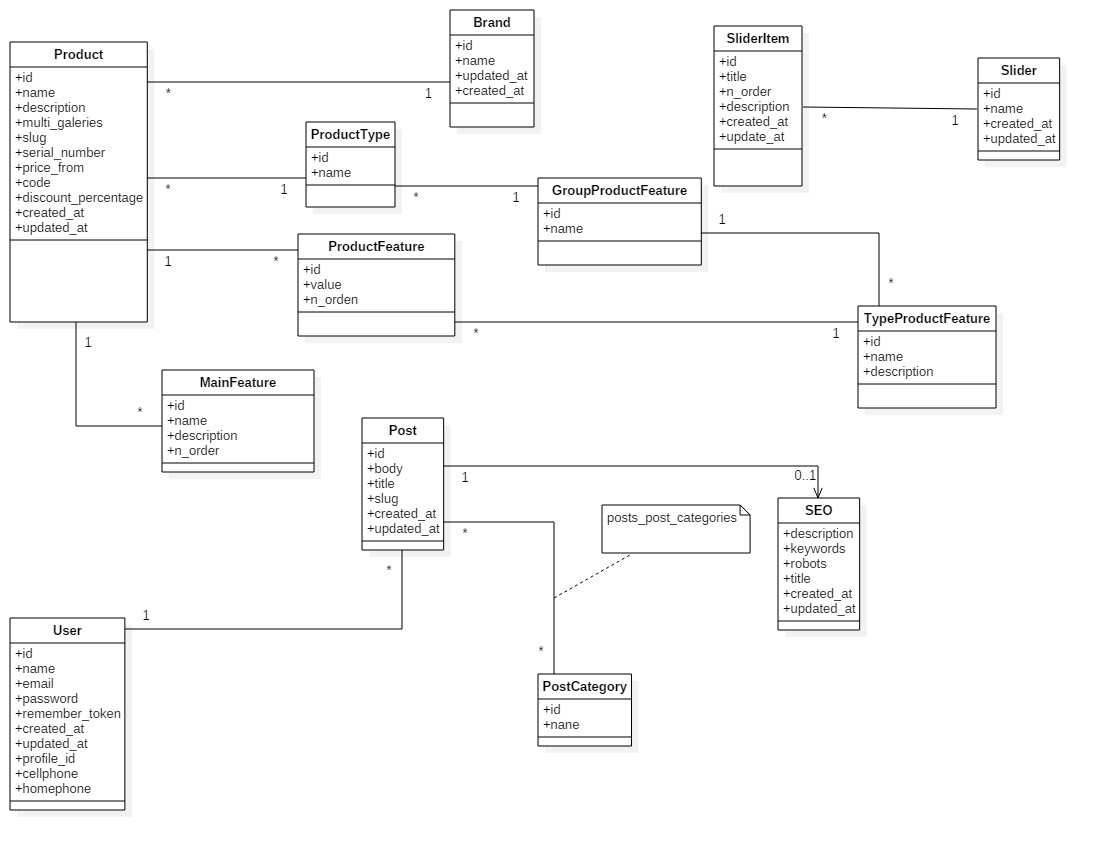 Product
+id
+name
+description
+multi_galeries
+slug
+serial_number
+price_from
+code
+discount_percentage
+created_at
+updated_at
Brand
+id
+name
+updated_at
+created_at
SliderItem
+id
+title
+n_order
+description
+created_at
+update_at
Slider
+id
+name
+created_at
+updated_at
* 1
* 1
ProductType
+id
+name
* 1
* 1
GroupProductFeature
+id
+name
1
*
ProductFeature
+id
+value
+n_orden
1 *
* 1
TypeProductFeature
+id
+name
+description
1
*
MainFeature
+id
+name
+description
+n_order
Post
+id
+body
+title
+slug
+created_at
+updated_at
1 0..1
SEO
+description
+keywords
+robots
+title
+created_at
+updated_at
posts_post_categories
*
*
PostCategory
+id
+nane
*
1
User
+id
+name
+email
+password
+remember_token
+created_at
+updated_at
+profile_id
+cellphone
+homephone